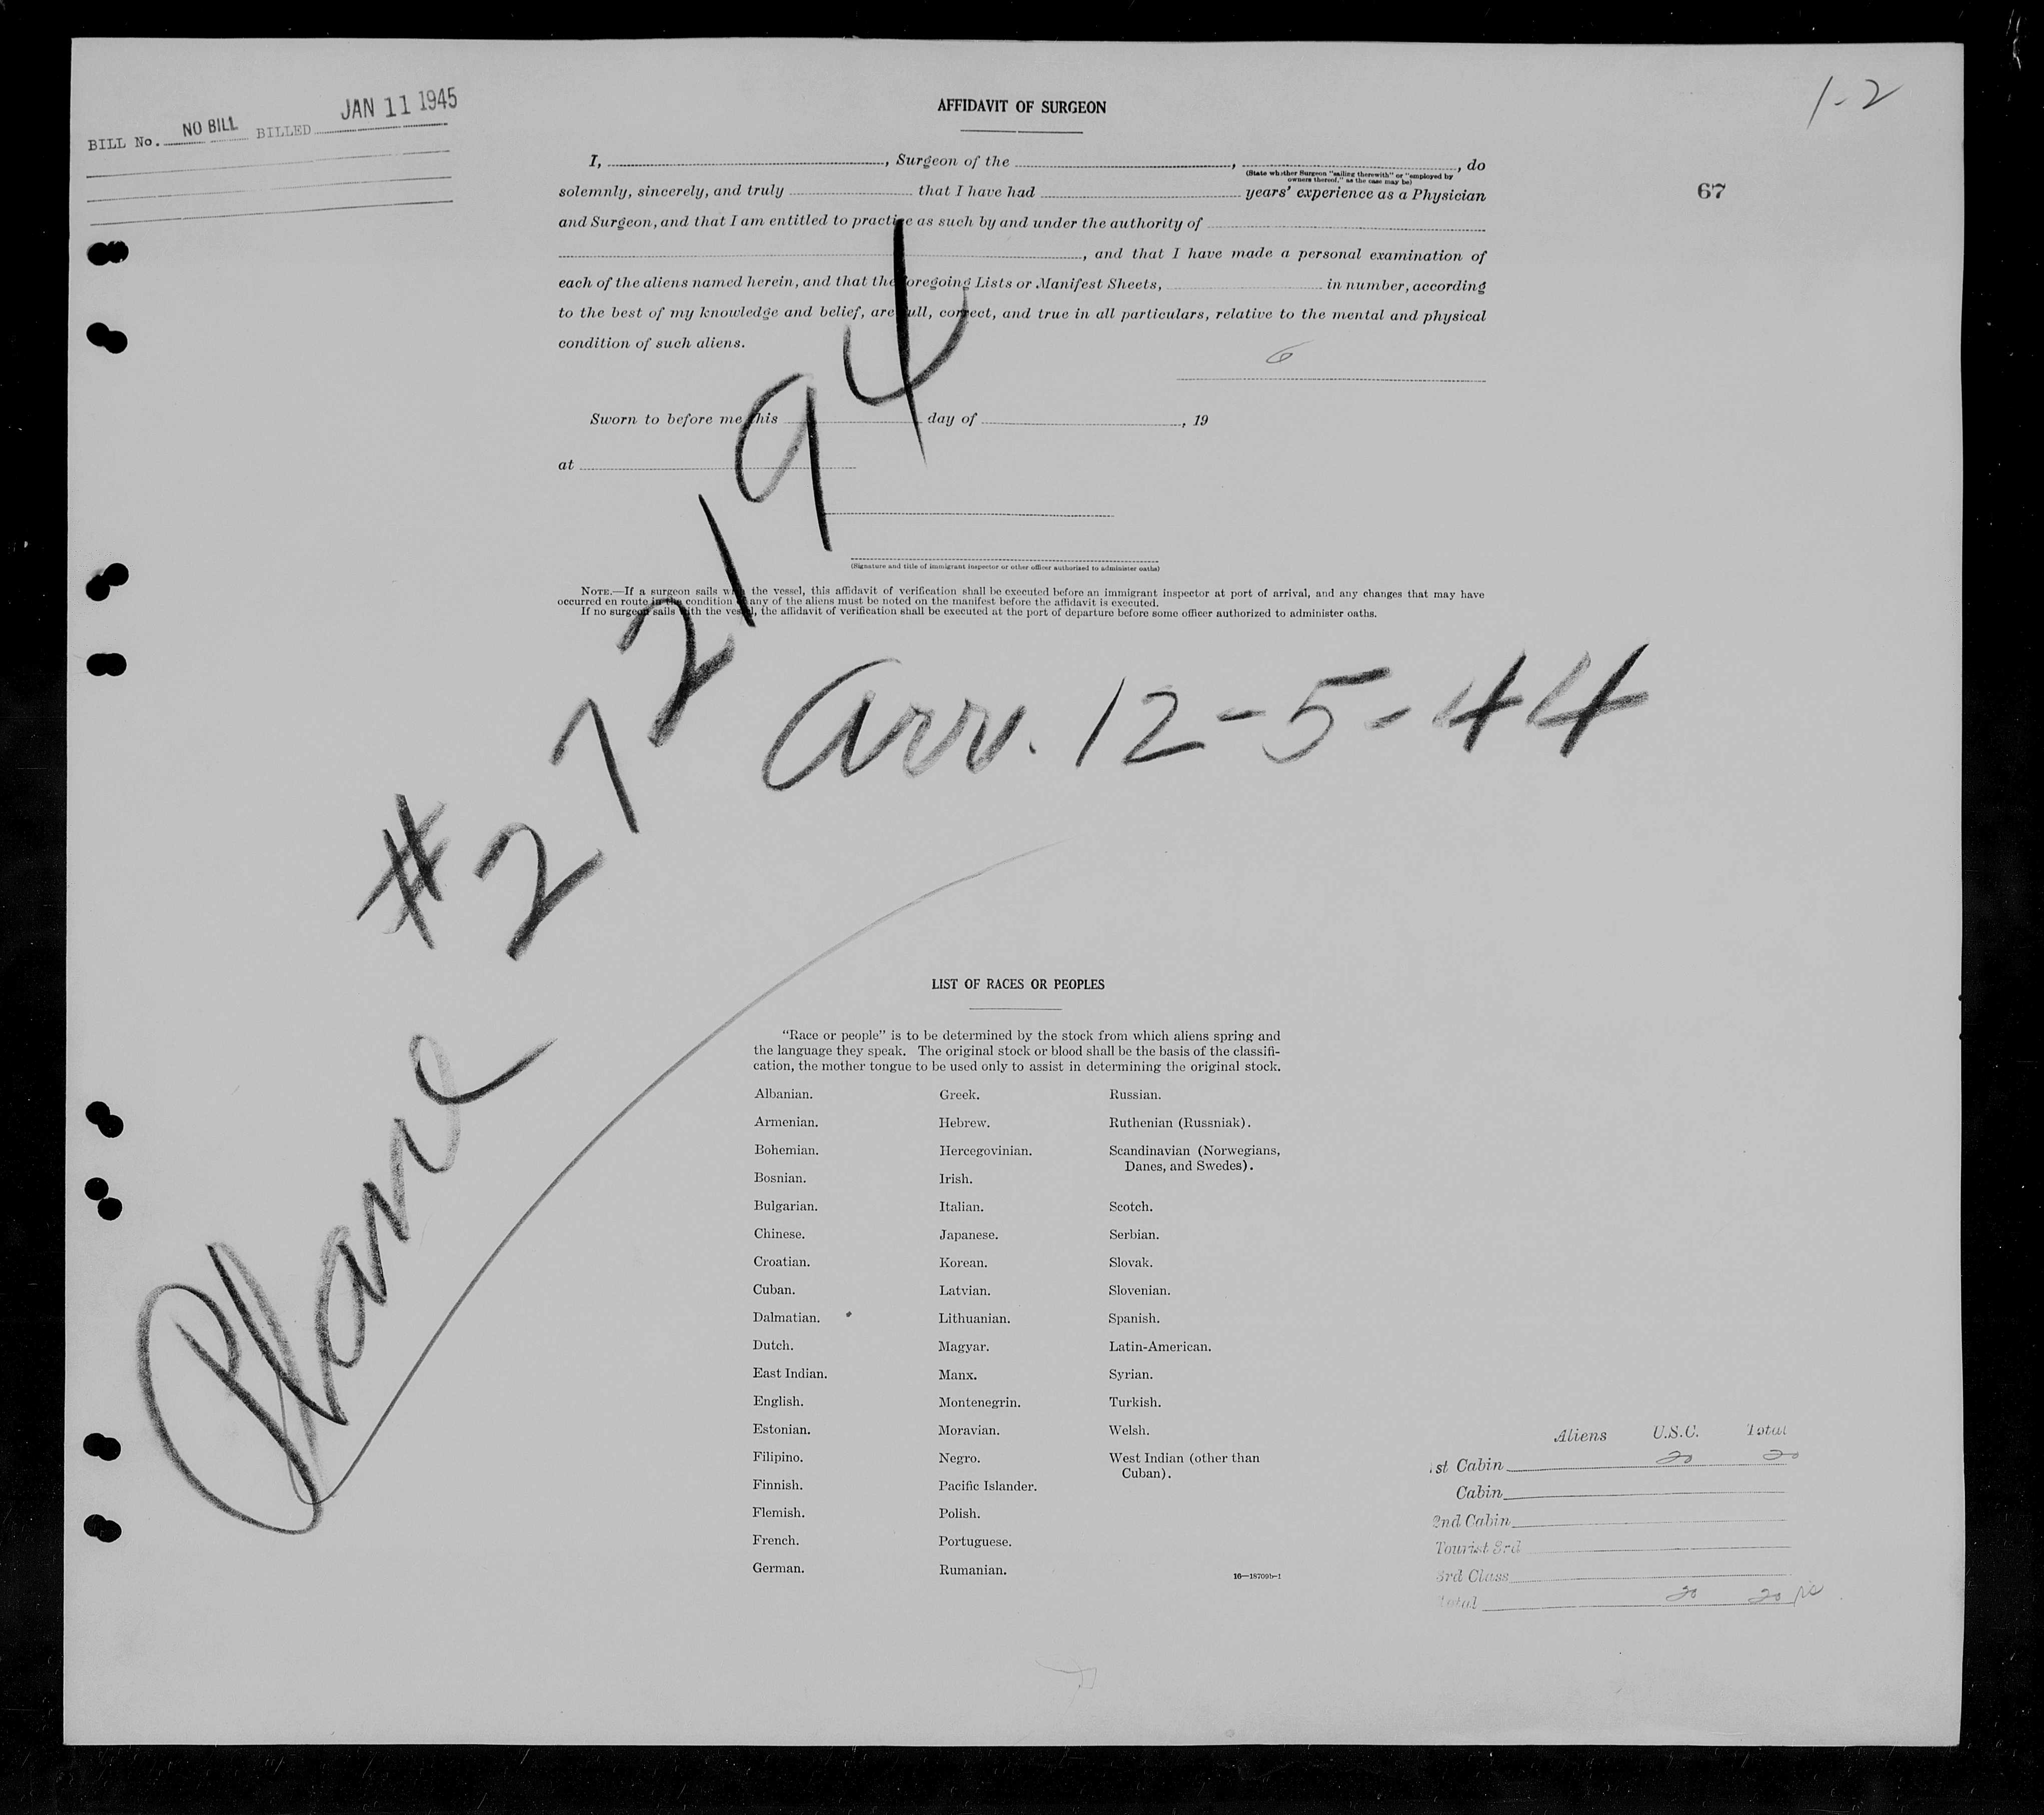 BILL No. NO BILL BILLED JAN 11 1945
1-2
67
AFFIDAVIT OF SURGEON
I, , Surgeon of the , , do
(State whether Surgeon "sailing therewith" or "employed by
owners thereof," as the case may be)
solemnly, sincerely, and truly that I have had years' experience as a Physician
and Surgeon, and that I am entitled to practice as such by and under the authority of
, and that I have made a personal examination of
each of the aliens named herein, and that the foregoing Lists or Manifest Sheets, in number, according
to the best of my knowledge and belief, are full, correct, and true in all particulars, relative to the mental and physical
condition of such aliens.
6
Sworn to before me this day of , 19
at
(Signature and title of immigrant inspector or other officer authorized to administer oaths)
NOTE.—If a surgeon sails with the vessel, this affidavit of verification shall be executed before an immigrant inspector at port of arrival, and any changes that may have
occurred en route in the condition of any of the aliens must be noted on the manifest before the affidavit is executed.
If no surgeon sails with the vessel, the affidavit of verification shall be executed at the port of departure before some officer authorized to administer oaths.
Plane # 272194
Arr. 12-5-44
LIST OF RACES OR PEOPLES
"Race or people" is to be determined by the stock from which aliens spring and
the language they speak. The original stock or blood shall be the basis of the classifi-
cation, the mother tongue to be used only to assist in determining the original stock.
Albanian. Greek. Russian.
Armenian. Hebrew. Ruthenian (Russniak).
Bohemian. Hercegovinian. Scandinavian (Norwegians,
Danes, and Swedes).
Bosnian. Irish.
Bulgarian. Italian. Scotch.
Chinese. Japanese. Serbian.
Croatian. Korean. Slovak.
Cuban. Latvian. Slovenian.
Dalmatian. Lithuanian. Spanish.
Dutch. Magyar. Latin-American.
East Indian. Manx. Syrian.
English. Montenegrin. Turkish.
Estonian. Moravian. Welsh.
Filipino. Negro. West Indian (other than
Cuban).
Finnish. Pacific Islander.
Flemish. Polish.
French. Portuguese.
German. Rumanian.
16—18709b-1
Aliens U.S.C. Total
1st Cabin 20 20
Cabin
2nd Cabin
Tourist 3rd
3rd Class
Total 20 20